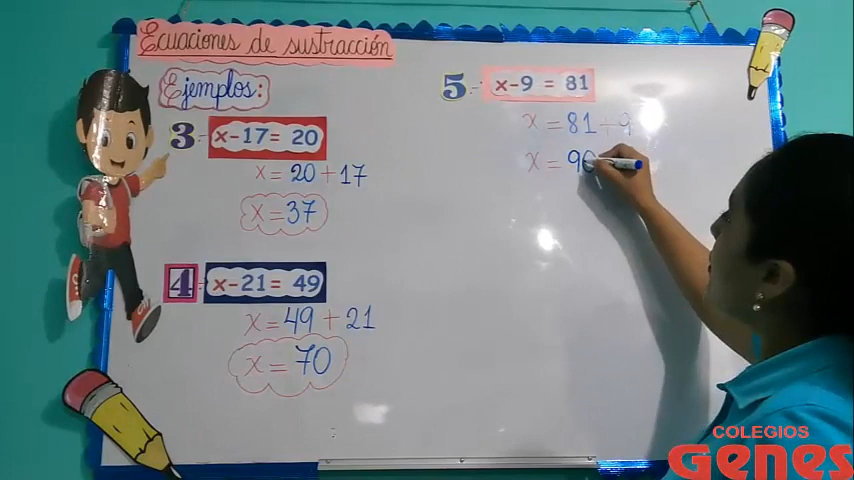 Ecuaciones de sustracción
Ejemplos:
3 x-17 = 20
x = 20 + 17
x = 37
4 x-21 = 49
x = 49 + 21
x = 70
5 x-9 = 81
x = 81 + 9
x = 90
COLEGIOS
Genes